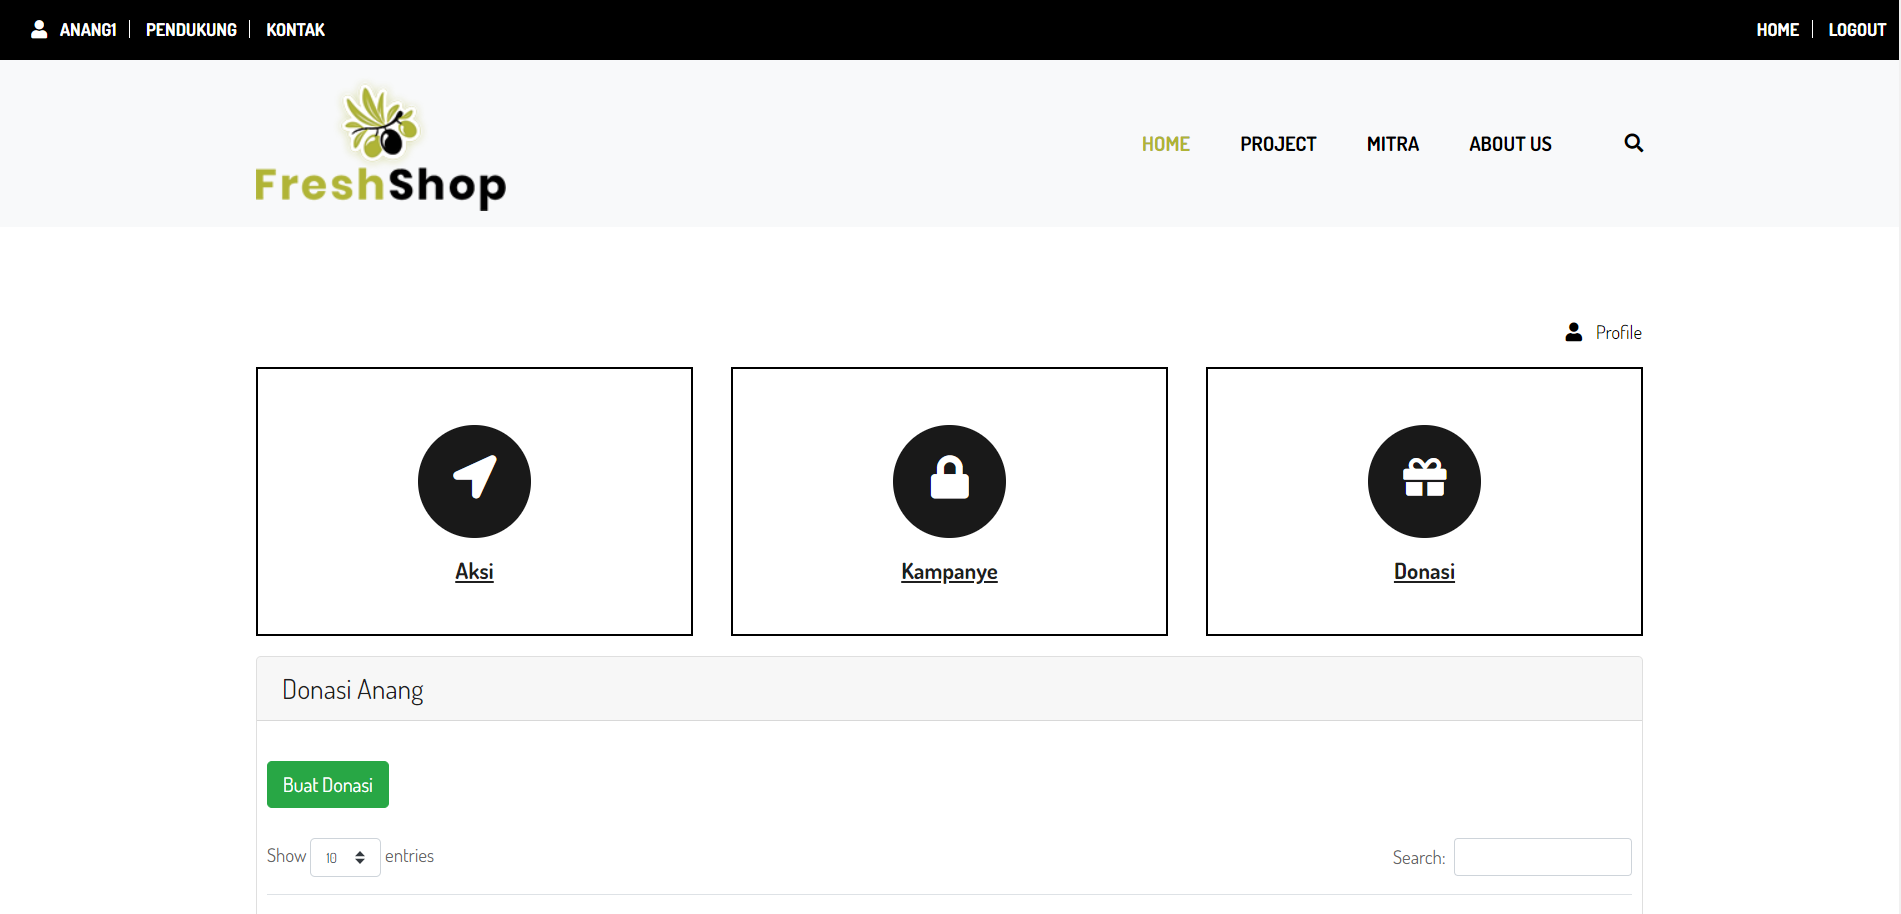 ANANG1 PENDUKUNG KONTAK HOME LOGOUT
FreshShop
HOME PROJECT MITRA ABOUT US
Profile
Aksi Kampanye Donasi
Donasi Anang
Buat Donasi
Show 10 entries Search: